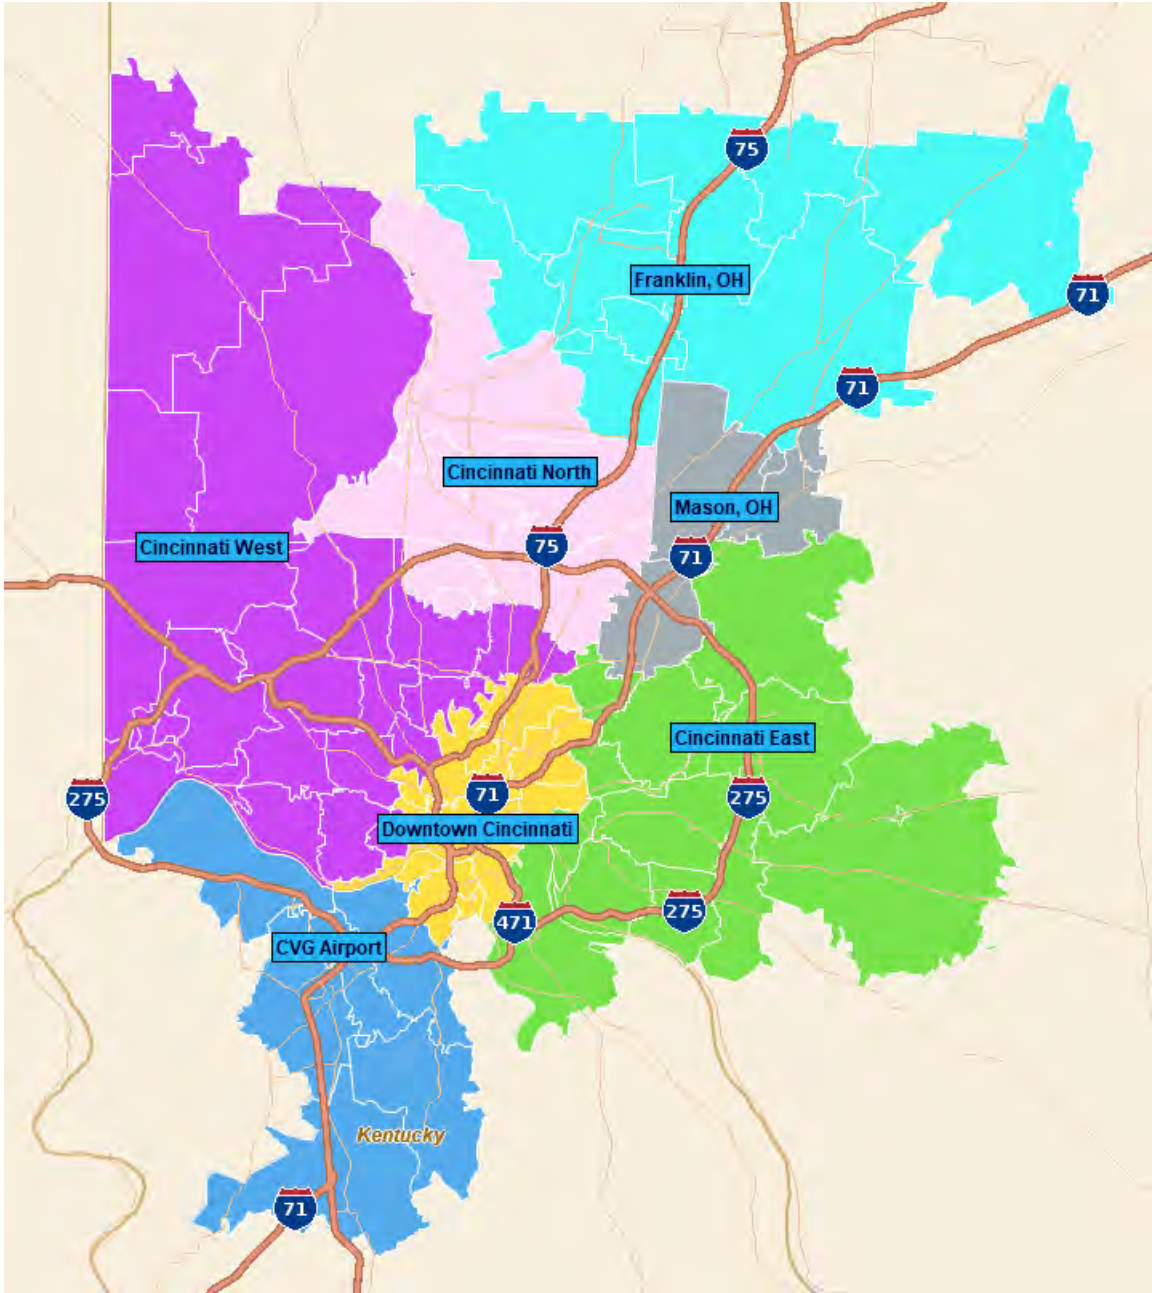 75
Franklin, OH
71
71
Cincinnati North
Mason, OH
Cincinnati West
75
71
Cincinnati East
275
71
275
Downtown Cincinnati
275
471
CVG Airport
Kentucky
71